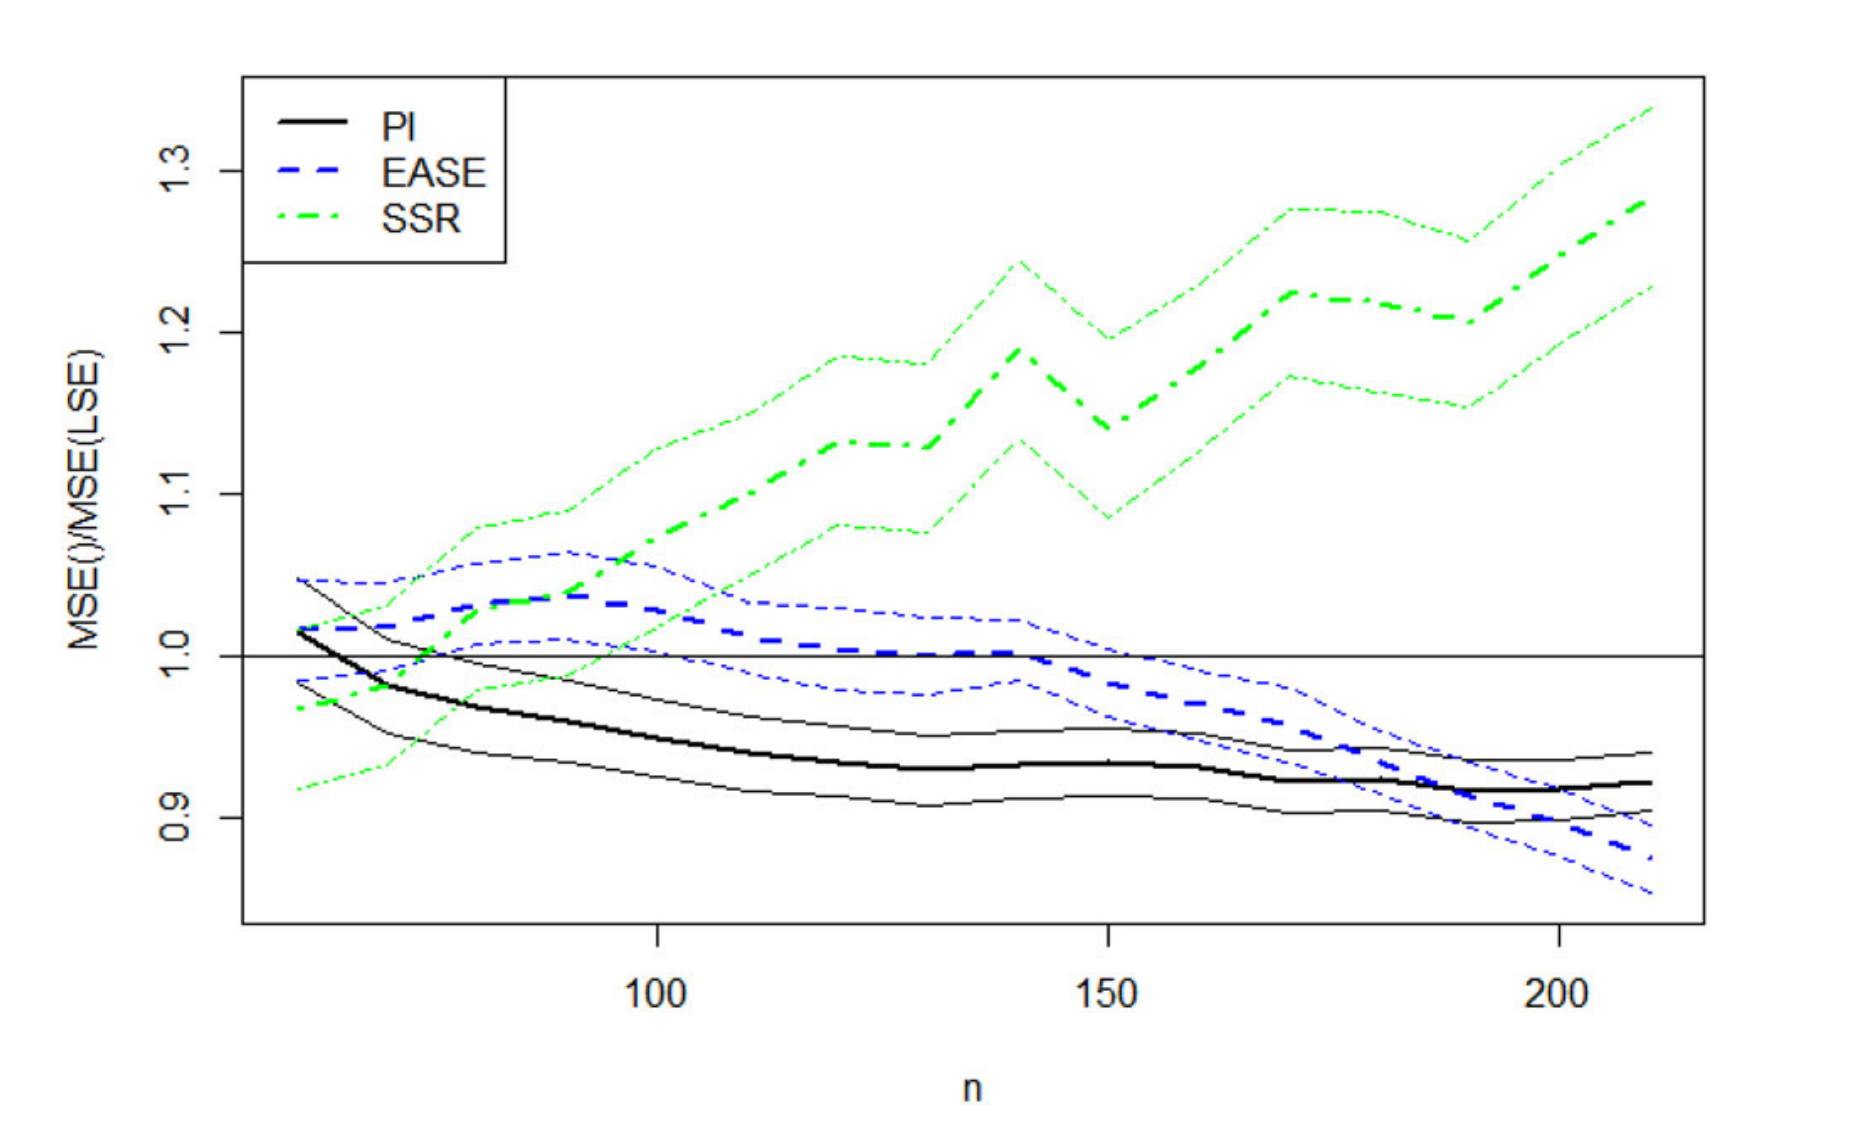 PI
EASE
SSR
MSE()/MSE(LSE)
1.3
1.2
1.1
1.0
0.9
100 150 200
n